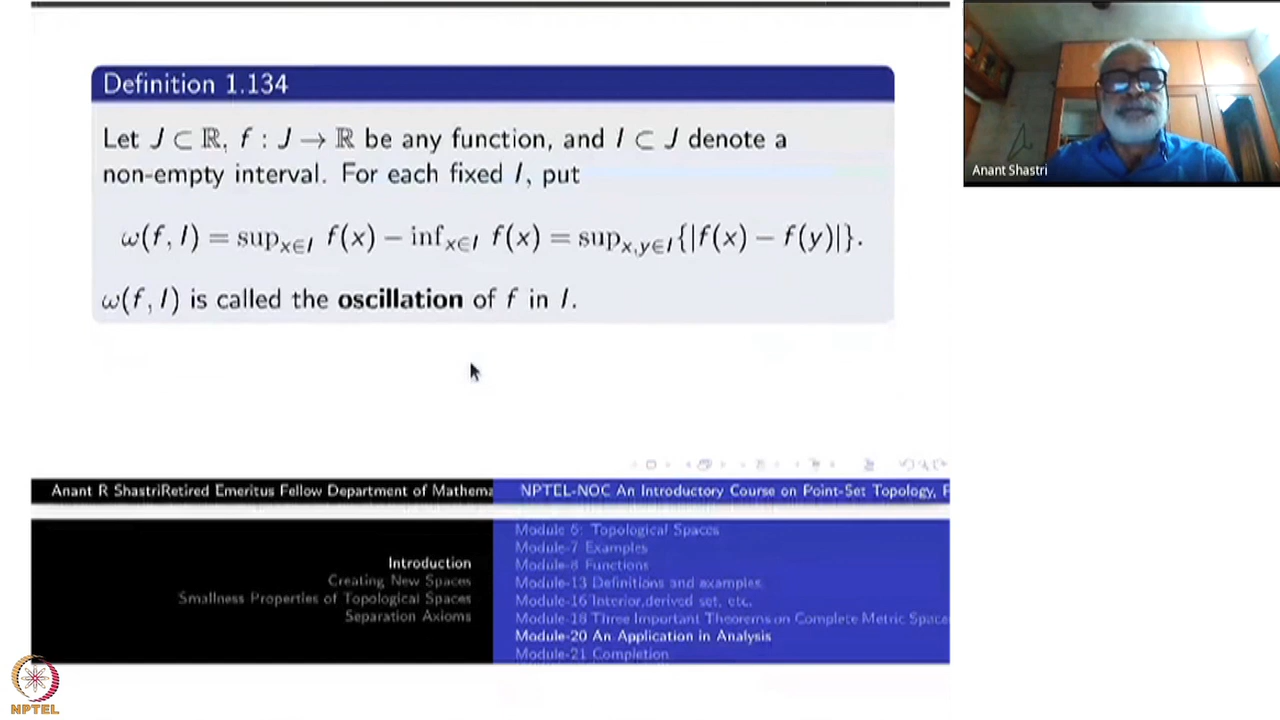 Definition 1.134
Let J ⊂ ℝ, f : J → ℝ be any function, and I ⊂ J denote a
non-empty interval. For each fixed I, put
ω(f, I) = sup_{x∈I} f(x) − inf_{x∈I} f(x) = sup_{x,y∈I}{|f(x) − f(y)|}.
ω(f, I) is called the oscillation of f in I.
Anant Shastri
Anant R ShastriRetired Emeritus Fellow Department of Mathema
NPTEL-NOC An Introductory Course on Point-Set Topology, P
Introduction
Creating New Spaces
Smallness Properties of Topological Spaces
Separation Axioms
Module 6: Topological Spaces
Module-7 Examples
Module-8 Functions
Module-13 Definitions and examples
Module-16 Interior,derived set, etc.
Module-18 Three Important Theorems on Complete Metric Space
Module-20 An Application in Analysis
Module-21 Completion
NPTEL